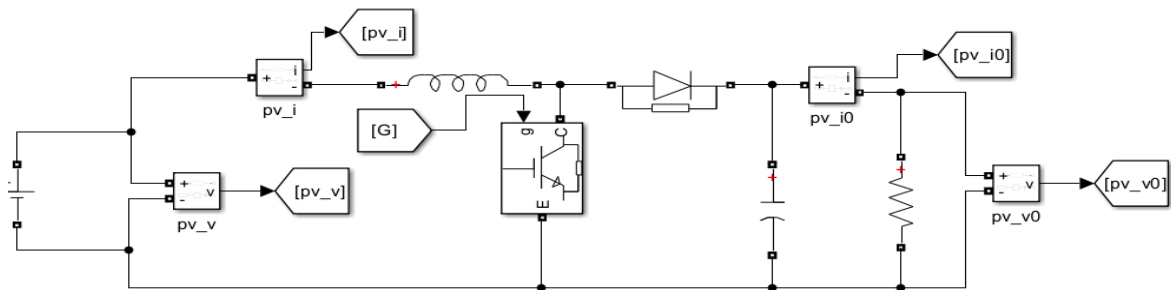 [pv_i]
i
+
-
pv_i
[G]
g
C
E
+
v
-
pv_v
[pv_v]
i
+
-
pv_i0
[pv_i0]
+
v
-
pv_v0
[pv_v0]
+
+
+